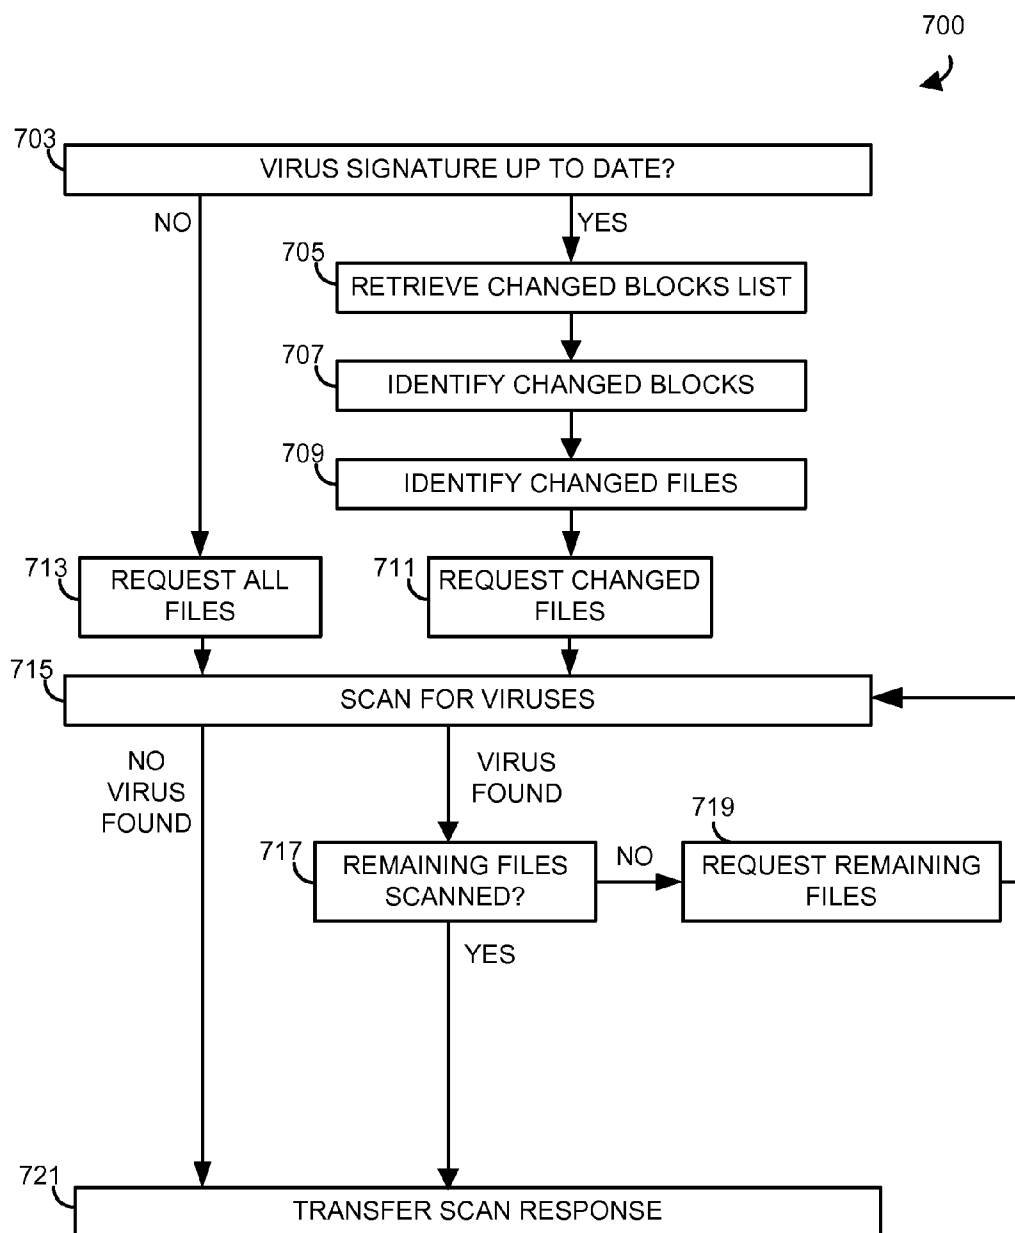 700
703
VIRUS SIGNATURE UP TO DATE?
NO
YES
705
RETRIEVE CHANGED BLOCKS LIST
707
IDENTIFY CHANGED BLOCKS
709
IDENTIFY CHANGED FILES
713
REQUEST ALL
FILES
711
REQUEST CHANGED
FILES
715
SCAN FOR VIRUSES
NO
VIRUS
FOUND
VIRUS
FOUND
717
REMAINING FILES
SCANNED?
NO
719
REQUEST REMAINING
FILES
YES
721
TRANSFER SCAN RESPONSE